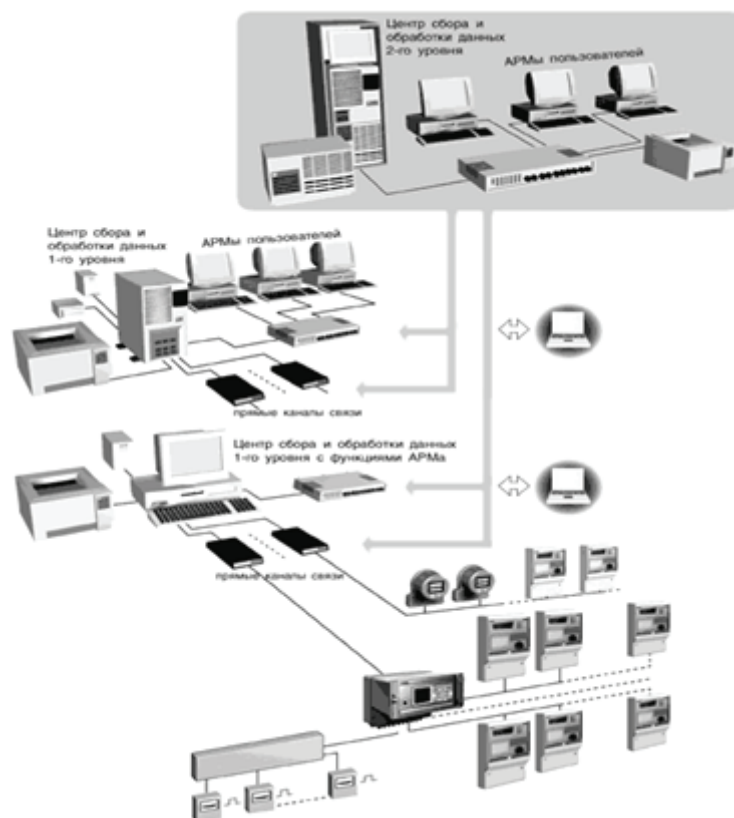 Центр сбора и
обработки данных
2-го уровня
АРМы пользователей
Центр сбора и
обработки данных
1-го уровня
АРМы пользователей
прямые каналы связи
Центр сбора и обработки данных
1-го уровня с функциями АРМа
прямые каналы связи